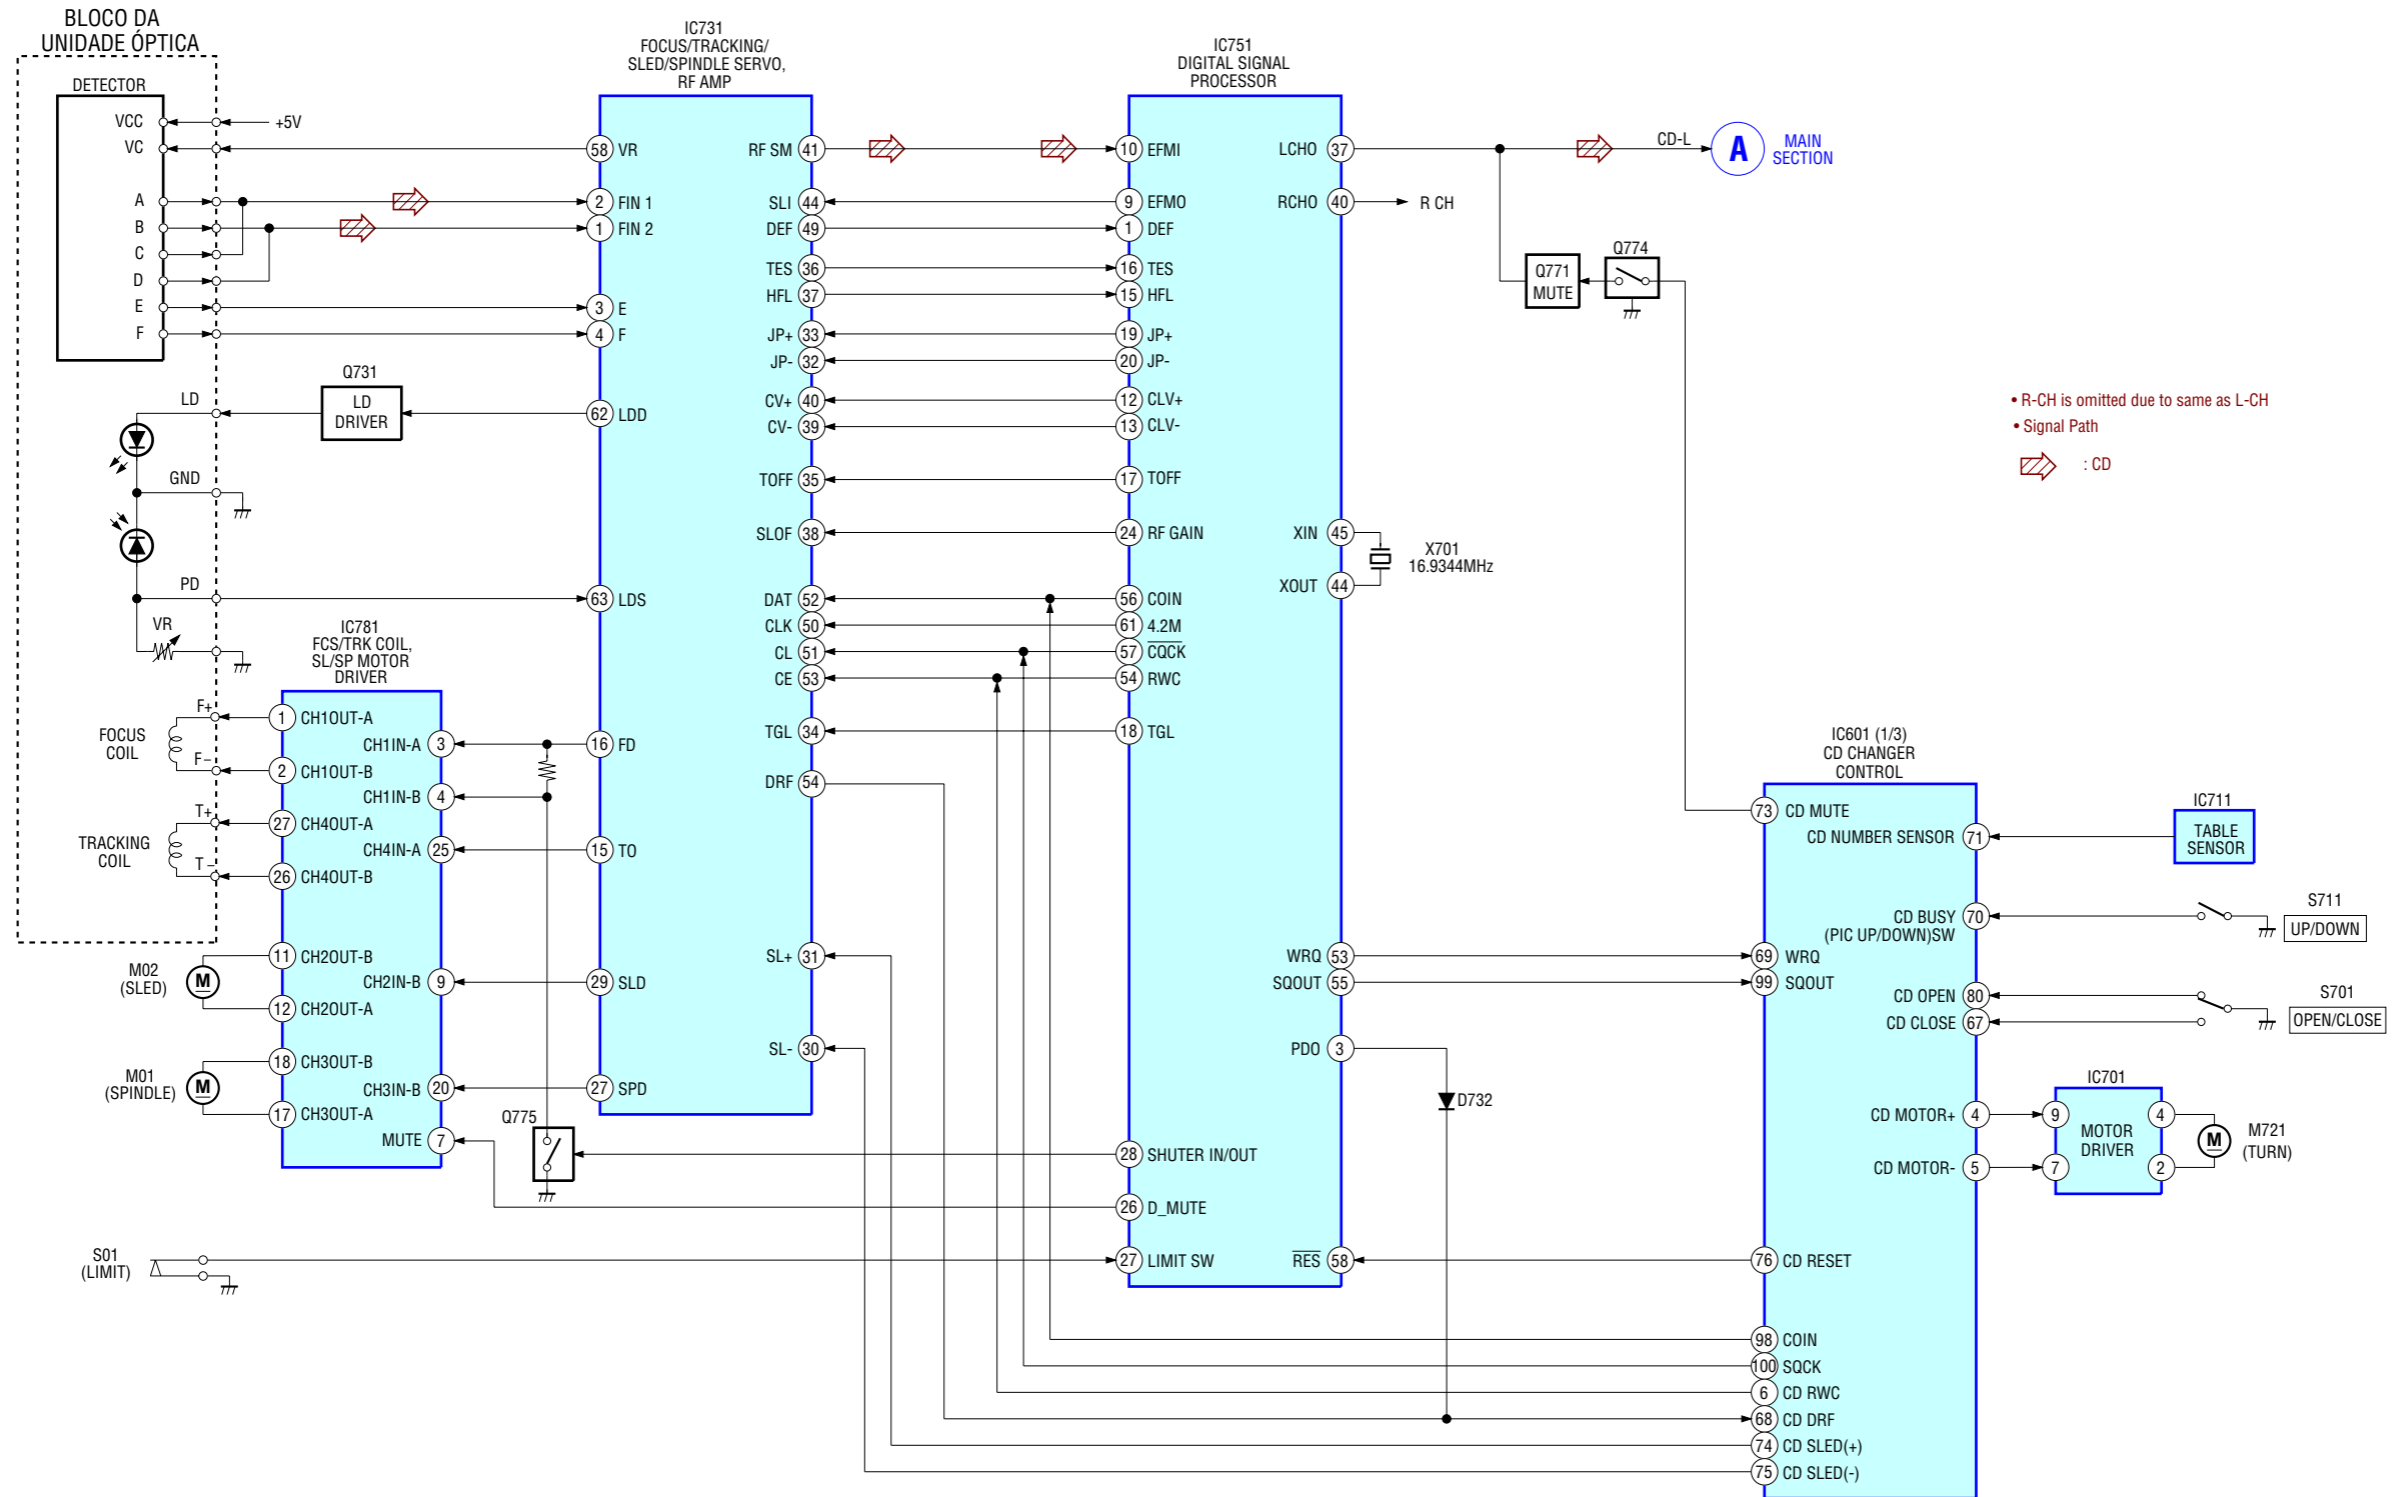 BLOCO DA
UNIDADE ÓPTICA
DETECTOR
VCC
+5V
VC
A
B
C
D
E
F
Q731
LD
DRIVER
LD
GND
PD
VR
FOCUS
COIL
F+
F–
TRACKING
COIL
T+
T–
M02
(SLED)
M
M01
(SPINDLE)
M
S01
(LIMIT)
IC781
FCS/TRK COIL,
SL/SP MOTOR
DRIVER
1 CH1OUT-A
CH1IN-A 3
2 CH1OUT-B
CH1IN-B 4
27 CH4OUT-A
CH4IN-A 25
26 CH4OUT-B
11 CH2OUT-B
CH2IN-B 9
12 CH2OUT-A
18 CH3OUT-B
CH3IN-B 20
17 CH3OUT-A
MUTE 7
Q775
IC731
FOCUS/TRACKING/
SLED/SPINDLE SERVO,
RF AMP
58 VR
2 FIN 1
1 FIN 2
3 E
4 F
62 LDD
63 LDS
16 FD
15 TO
29 SLD
27 SPD
RF SM 41
SLI 44
DEF 49
TES 36
HFL 37
JP+ 33
JP- 32
CV+ 40
CV- 39
TOFF 35
SLOF 38
DAT 52
CLK 50
CL 51
CE 53
TGL 34
DRF 54
SL+ 31
SL- 30
IC751
DIGITAL SIGNAL
PROCESSOR
10 EFMI
9 EFMO
1 DEF
16 TES
15 HFL
19 JP+
20 JP-
12 CLV+
13 CLV-
17 TOFF
24 RF GAIN
56 COIN
61 4.2M
57 CQCK
54 RWC
18 TGL
28 SHUTER IN/OUT
26 D_MUTE
27 LIMIT SW
LCHO 37
RCHO 40
XIN 45
XOUT 44
WRQ 53
SQOUT 55
PDO 3
RES 58
CD-L
A
MAIN
SECTION
R CH
Q771
MUTE
Q774
X701
16.9344MHz
D732
• R-CH is omitted due to same as L-CH
• Signal Path
: CD
IC601 (1/3)
CD CHANGER
CONTROL
73 CD MUTE
CD NUMBER SENSOR 71
CD BUSY 70
(PIC UP/DOWN)SW
69 WRQ
99 SQOUT
CD OPEN 80
CD CLOSE 67
CD MOTOR+ 4
CD MOTOR- 5
76 CD RESET
98 COIN
100 SQCK
6 CD RWC
68 CD DRF
74 CD SLED(+)
75 CD SLED(-)
IC711
TABLE
SENSOR
S711
UP/DOWN
S701
OPEN/CLOSE
IC701
9
4
MOTOR
DRIVER
7
2
M
M721
(TURN)